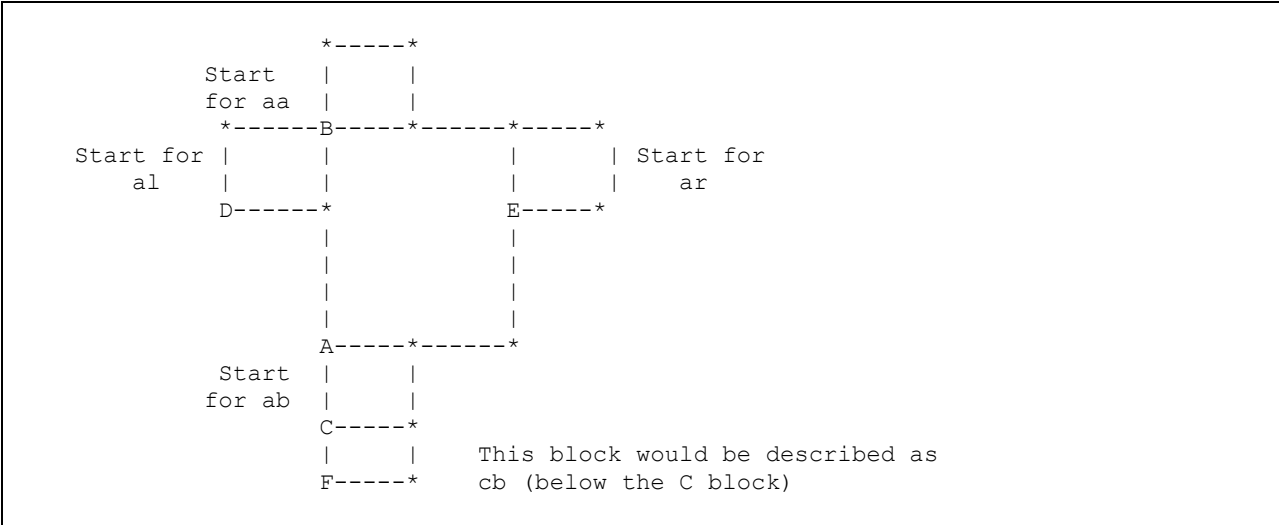 *-----*
Start | |
for aa | |
*------B-----*------*-----*
Start for | | | | Start for
al | | | | ar
D------* E-----*
| |
| |
| |
| |
A-----*------*
Start | |
for ab | |
C-----*
| | This block would be described as
F-----* cb (below the C block)